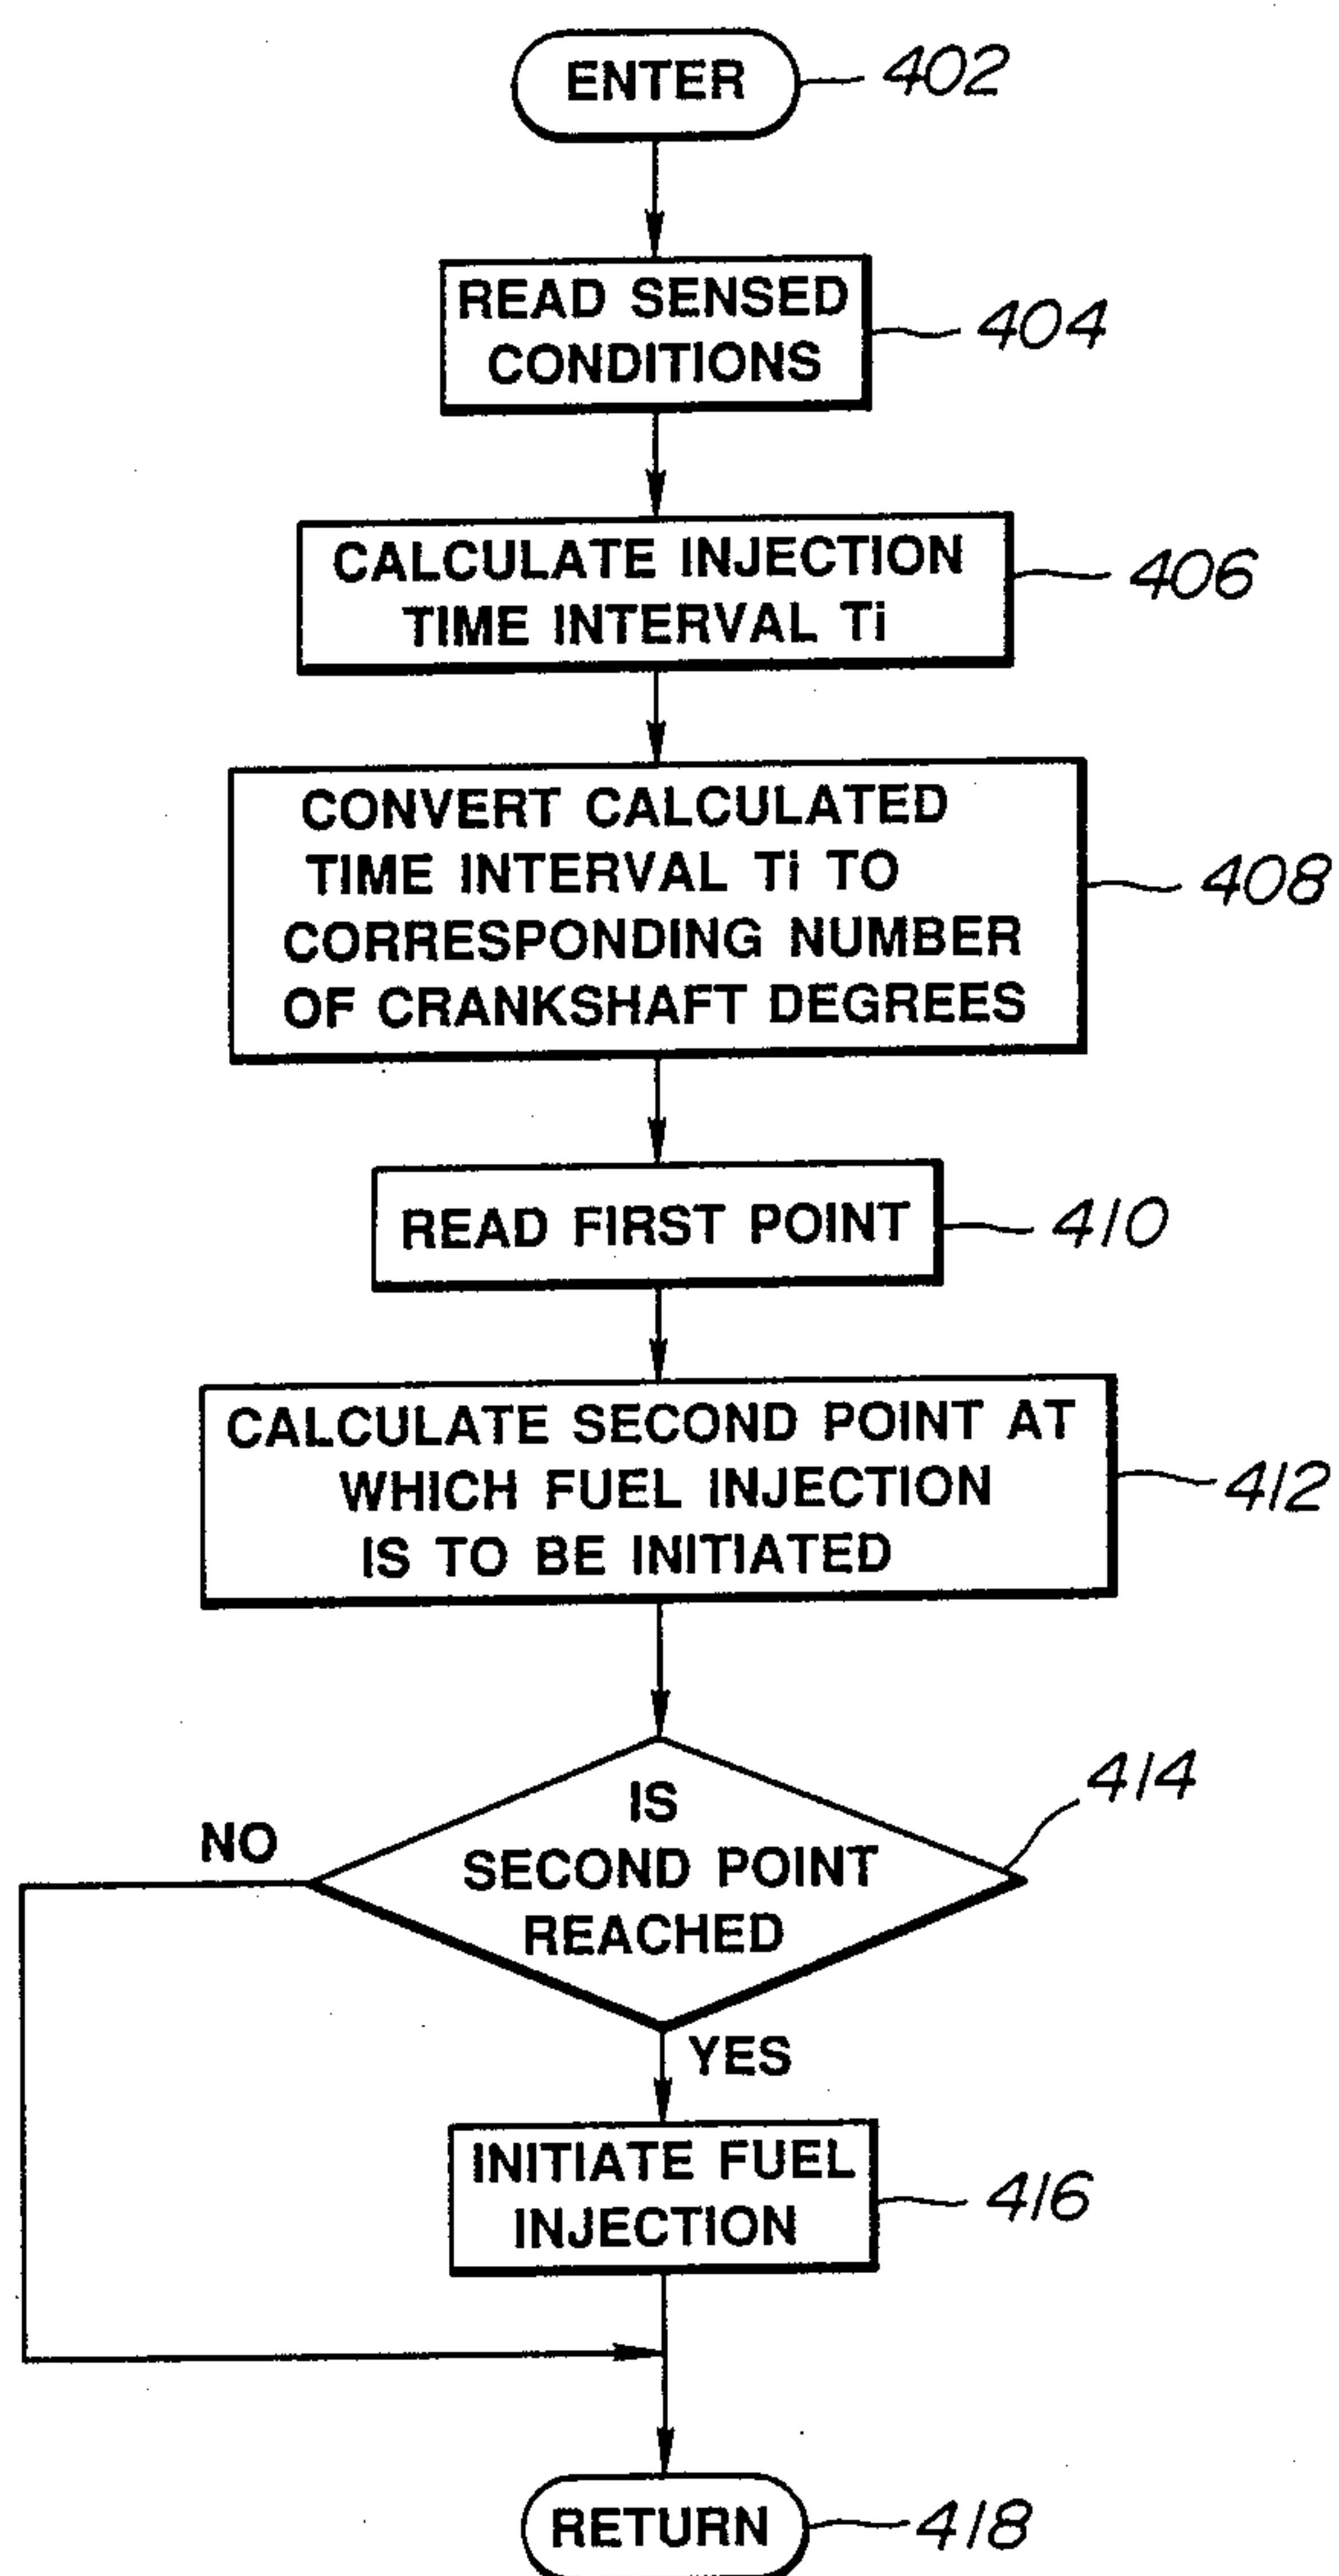 ENTER
402
READ SENSED
CONDITIONS
404
CALCULATE INJECTION
TIME INTERVAL Ti
406
CONVERT CALCULATED
TIME INTERVAL Ti TO
CORRESPONDING NUMBER
OF CRANKSHAFT DEGREES
408
READ FIRST POINT
410
CALCULATE SECOND POINT AT
WHICH FUEL INJECTION
IS TO BE INITIATED
412
IS
SECOND POINT
REACHED
414
NO
YES
INITIATE FUEL
INJECTION
416
RETURN
418